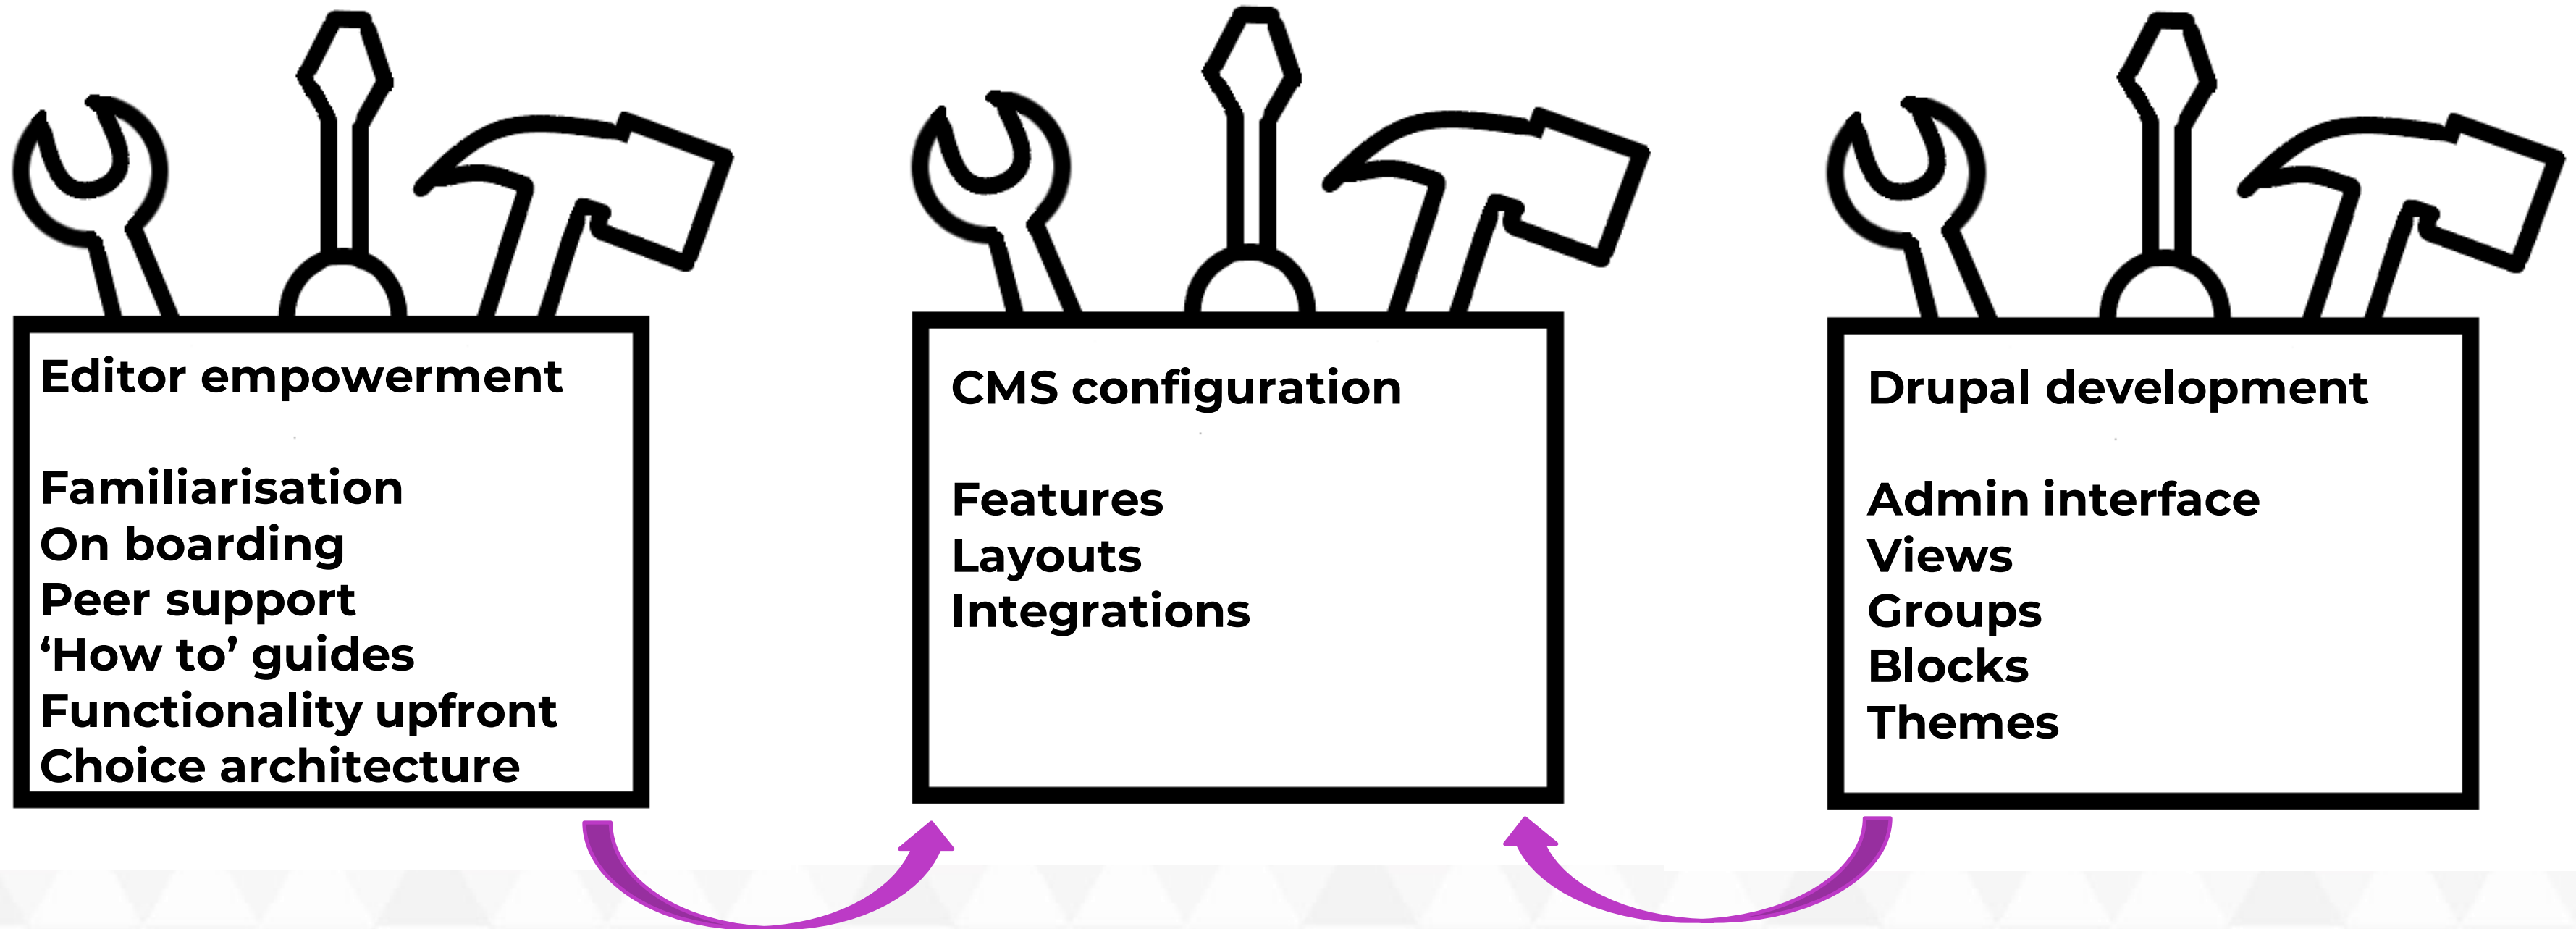 Editor empowerment
Familiarisation
On boarding
Peer support
‘How to’ guides
Functionality upfront
Choice architecture
CMS configuration
Features
Layouts
Integrations
Drupal development
Admin interface
Views
Groups
Blocks
Themes